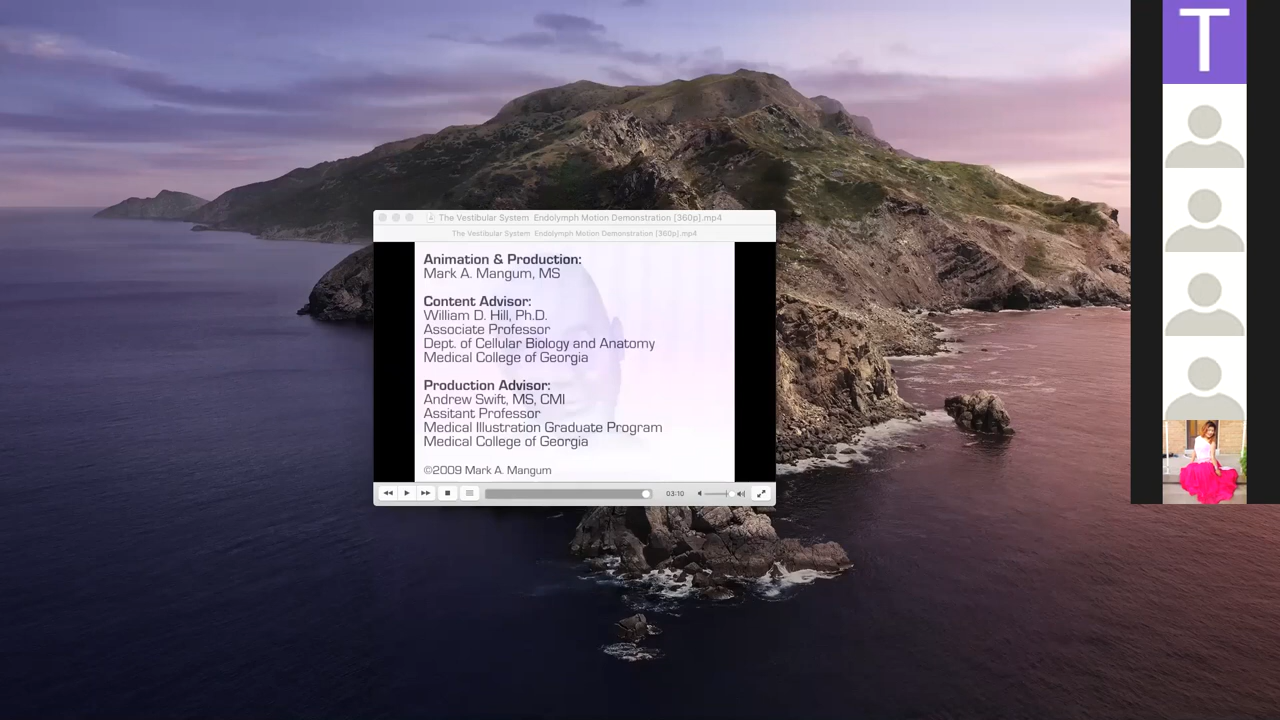 T
The Vestibular System  Endolymph Motion Demonstration [360p].mp4
The Vestibular System  Endolymph Motion Demonstration [360p].mp4
Animation & Production:
Mark A. Mangum, MS
Content Advisor:
William D. Hill, Ph.D.
Associate Professor
Dept. of Cellular Biology and Anatomy
Medical College of Georgia
Production Advisor:
Andrew Swift, MS, CMI
Assitant Professor
Medical Illustration Graduate Program
Medical College of Georgia
©2009 Mark A. Mangum
03:10